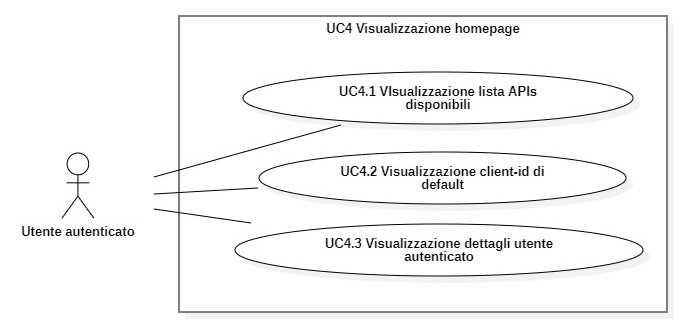 UC4 Visualizzazione homepage
UC4.1 VIsualizzazione lista APIs
disponibili
UC4.2 Visualizzazione client-id di
default
Utente autenticato
UC4.3 Visualizzazione dettagli utente
autenticato